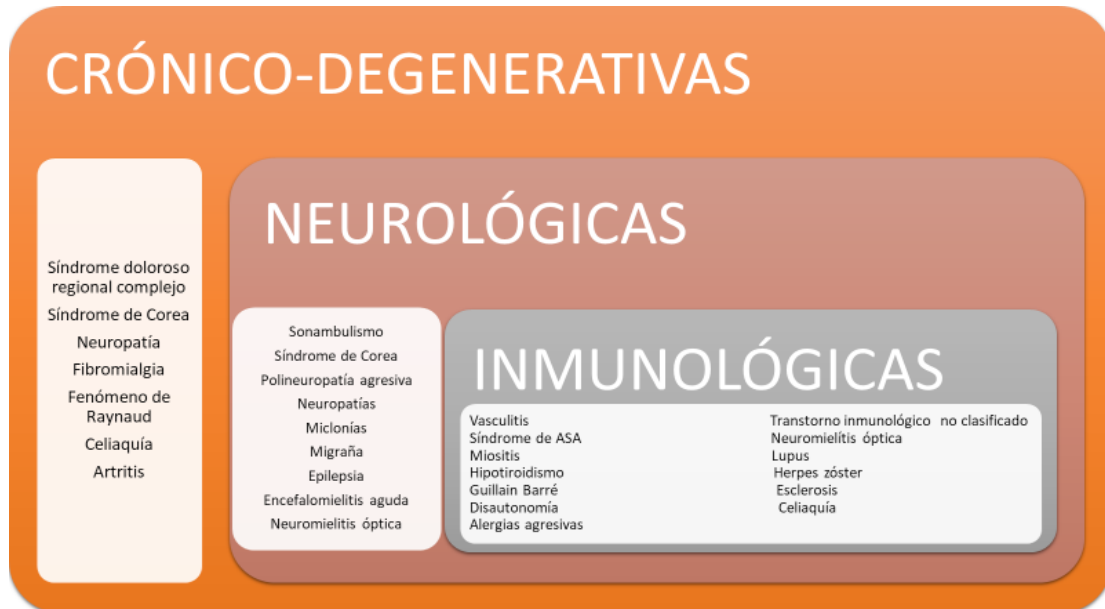 CRÓNICO-DEGENERATIVAS
Síndrome doloroso
regional complejo
Síndrome de Corea
Neuropatía
Fibromialgia
Fenómeno de
Raynaud
Celiaquía
Artritis
NEUROLÓGICAS
Sonambulismo
Síndrome de Corea
Polineuropatía agresiva
Neuropatías
Miclonías
Migraña
Epilepsia
Encefalomielitis aguda
Neuromielitis óptica
INMUNOLÓGICAS
Vasculitis
Síndrome de ASA
Miositis
Hipotiroidismo
Guillain Barré
Disautonomía
Alergias agresivas
Transtorno inmunológico no clasificado
Neuromielítis óptica
Lupus
Herpes zóster
Esclerosis
Celiaquía